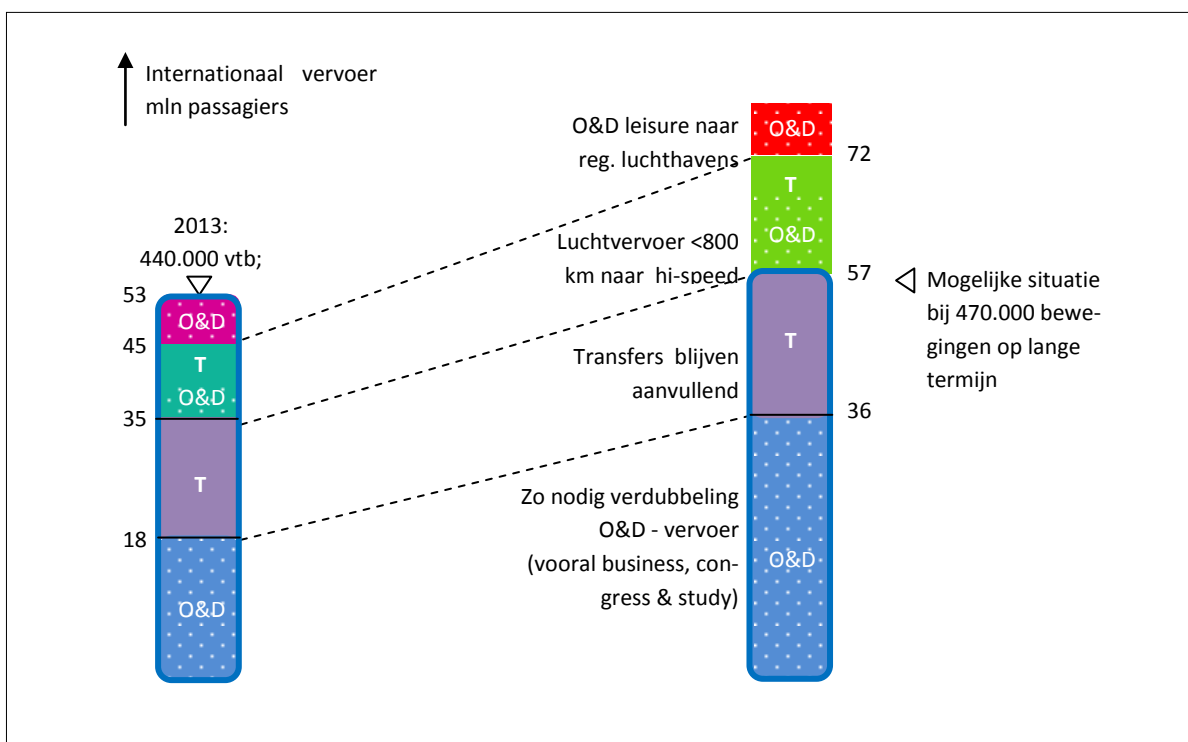 Internationaal vervoer
mln passagiers
2013:
440.000 vtb;
53
O&D
45
T
O&D
35
T
18
O&D
O&D leisure naar
reg. luchthavens
Luchtvervoer <800
km naar hi-speed
Transfers blijven
aanvullend
Zo nodig verdubbeling
O&D - vervoer
(vooral business, con-
gress & study)
O&D
72
T
O&D
57
T
36
O&D
Mogelijke situatie
bij 470.000 bewe-
gingen op lange
termijn